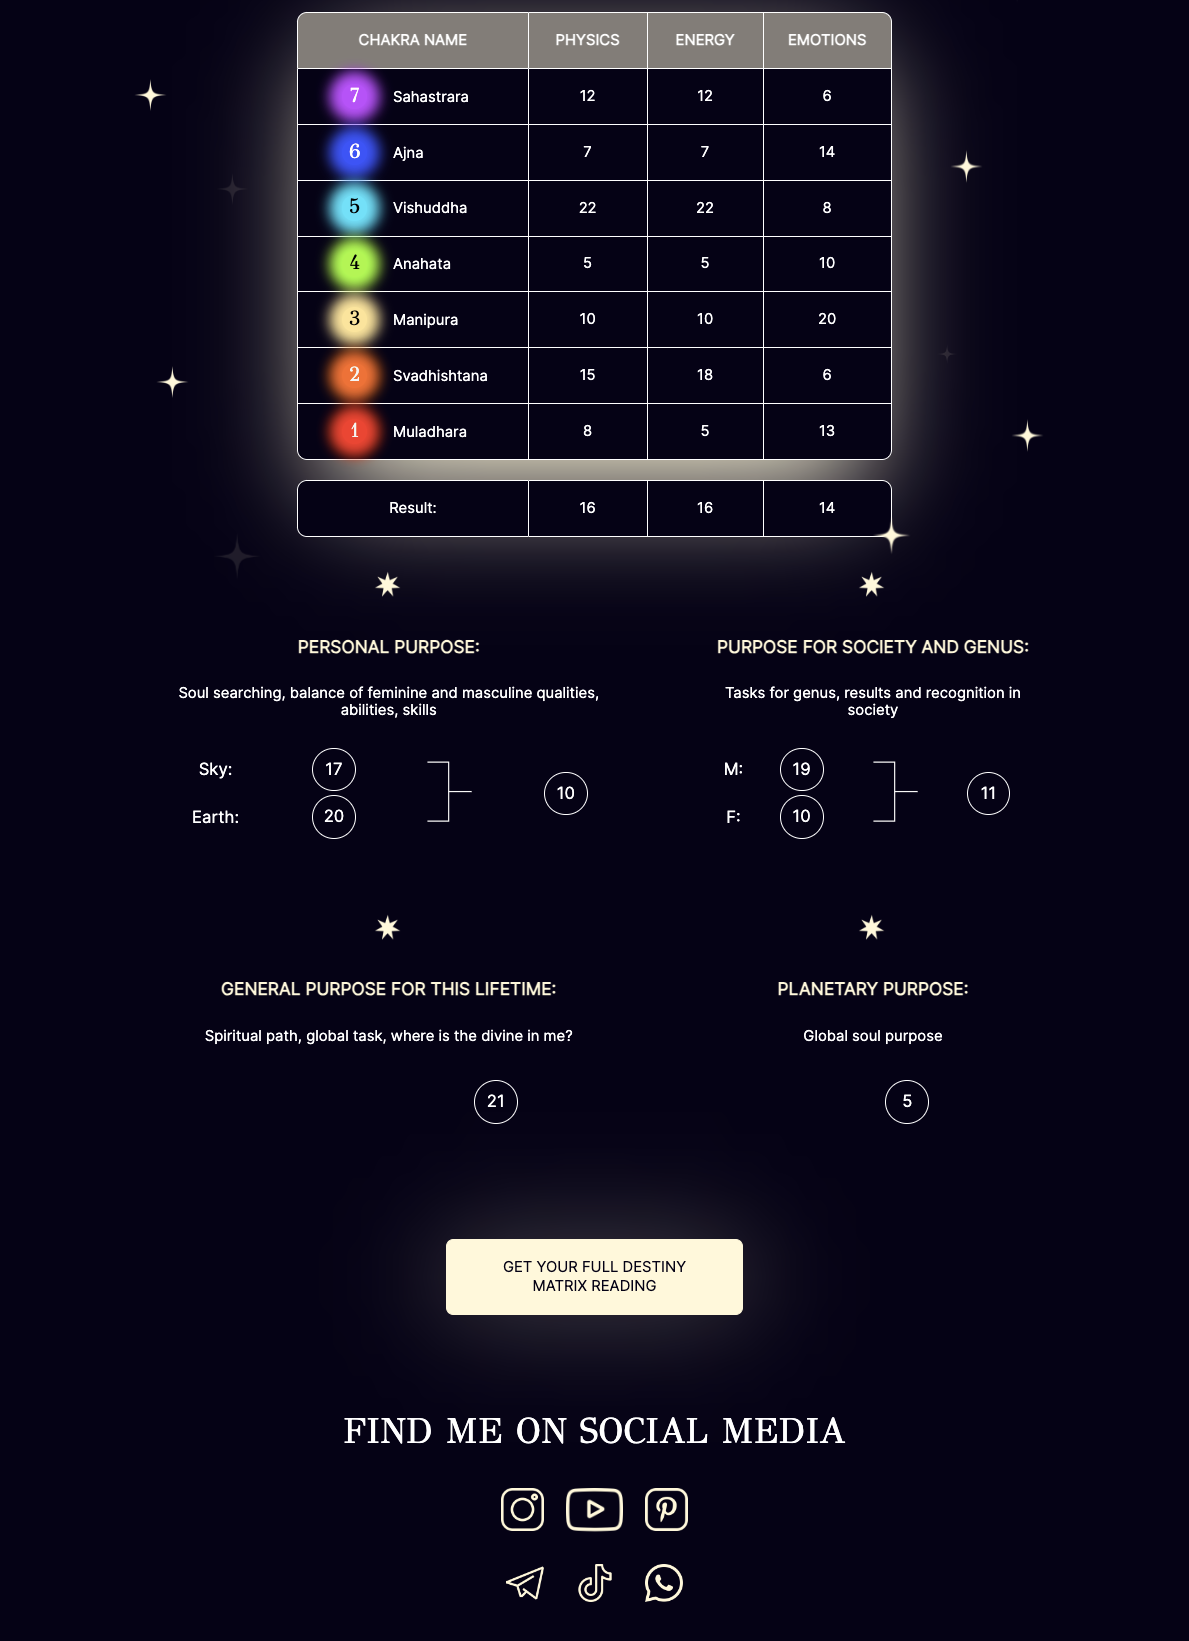 CHAKRA NAME PHYSICS ENERGY EMOTIONS
7 Sahastrara 12 12 6
6 Ajna 7 7 14
5 Vishuddha 22 22 8
4 Anahata 5 5 10
3 Manipura 10 10 20
2 Svadhishtana 15 18 6
1 Muladhara 8 5 13
Result: 16 16 14
PERSONAL PURPOSE:
Soul searching, balance of feminine and masculine qualities,
abilities, skills
Sky: 17
Earth: 20
10
PURPOSE FOR SOCIETY AND GENUS:
Tasks for genus, results and recognition in
society
M: 19
F: 10
11
GENERAL PURPOSE FOR THIS LIFETIME:
Spiritual path, global task, where is the divine in me?
21
PLANETARY PURPOSE:
Global soul purpose
5
GET YOUR FULL DESTINY
MATRIX READING
FIND ME ON SOCIAL MEDIA